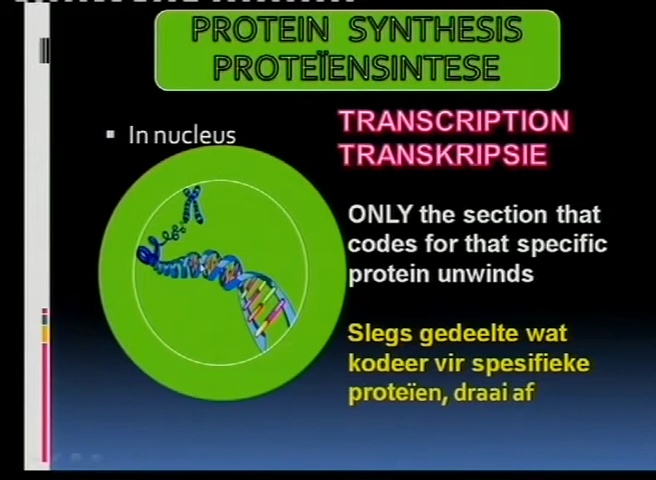 PROTEIN SYNTHESIS
PROTEÏENSINTESE
TRANSCRIPTION
▪ In nucleus
TRANSKRIPSIE
ONLY the section that
codes for that specific
protein unwinds
Slegs gedeelte wat
kodeer vir spesifieke
proteïen, draai af